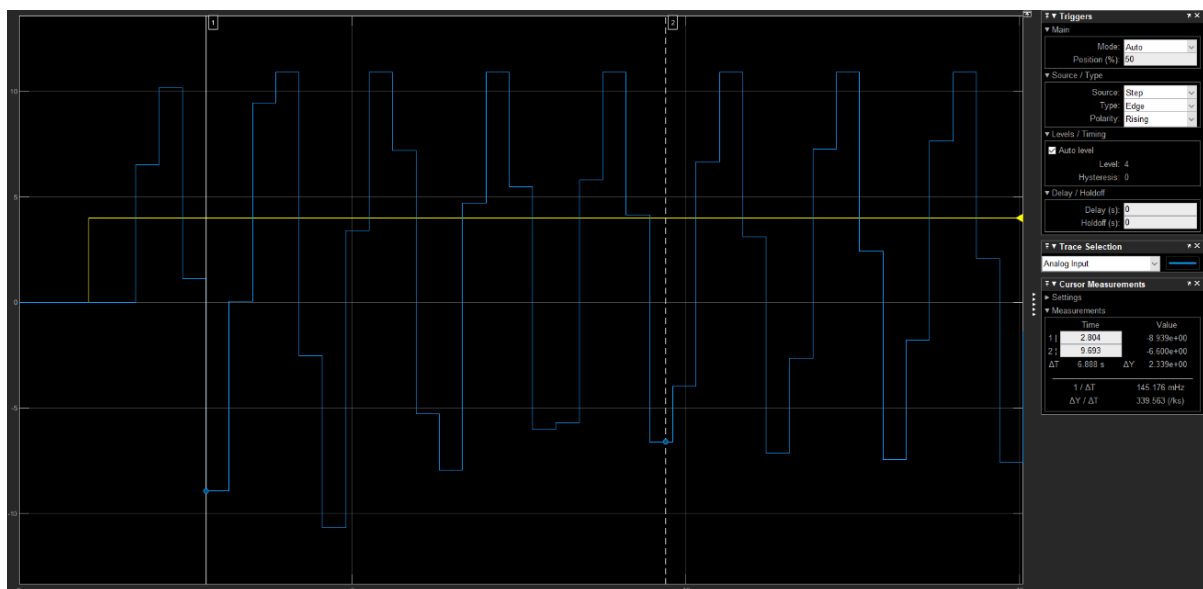 1
2
10
5
0
-5
-10
Triggers
Main
Mode: Auto
Position (%): 50
Source / Type
Source: Step
Type: Edge
Polarity: Rising
Levels / Timing
Auto level
Level: 4
Hysteresis: 0
Delay / Holdoff
Delay (s): 0
Holdoff (s): 0
Trace Selection
Analog Input
Cursor Measurements
Settings
Measurements
Time Value
1 2.804 -8.939e+00
2 9.693 -6.600e+00
ΔT 6.888 s ΔY 2.339e+00
1 / ΔT 145.176 mHz
ΔY / ΔT 339.563 (/ks)